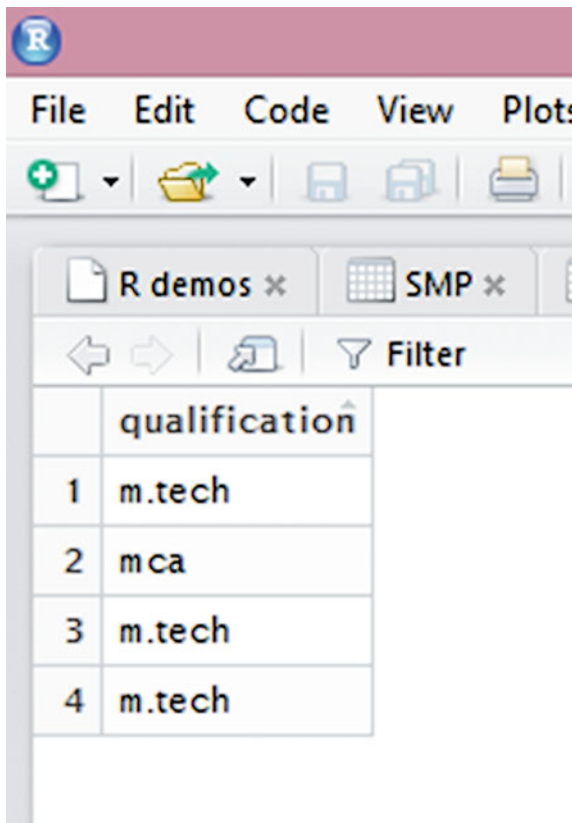 R
File Edit Code View Plots
R demos SMP
Filter
qualification
1 m.tech
2 mca
3 m.tech
4 m.tech